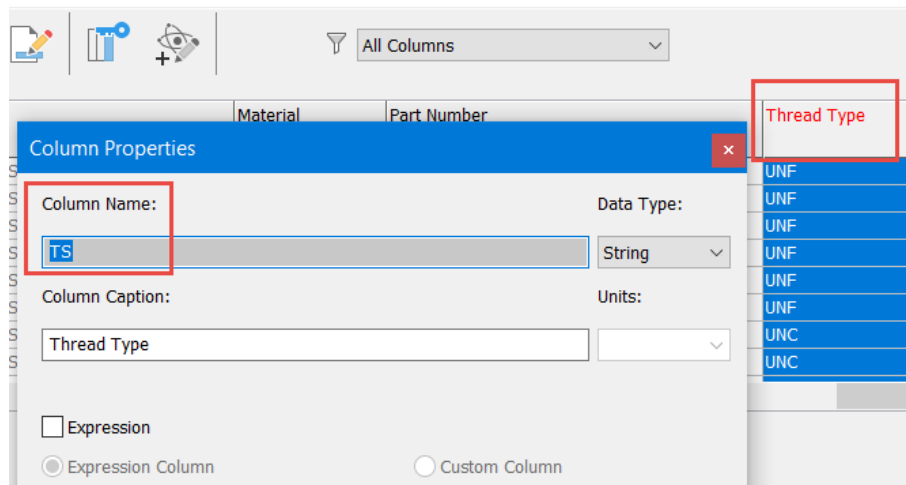 All Columns
Material
Part Number
Thread Type
Column Properties
Column Name:
Data Type:
TS
String
Column Caption:
Units:
Thread Type
Expression
Expression Column
Custom Column
UNF
UNF
UNF
UNF
UNF
UNF
UNC
UNC